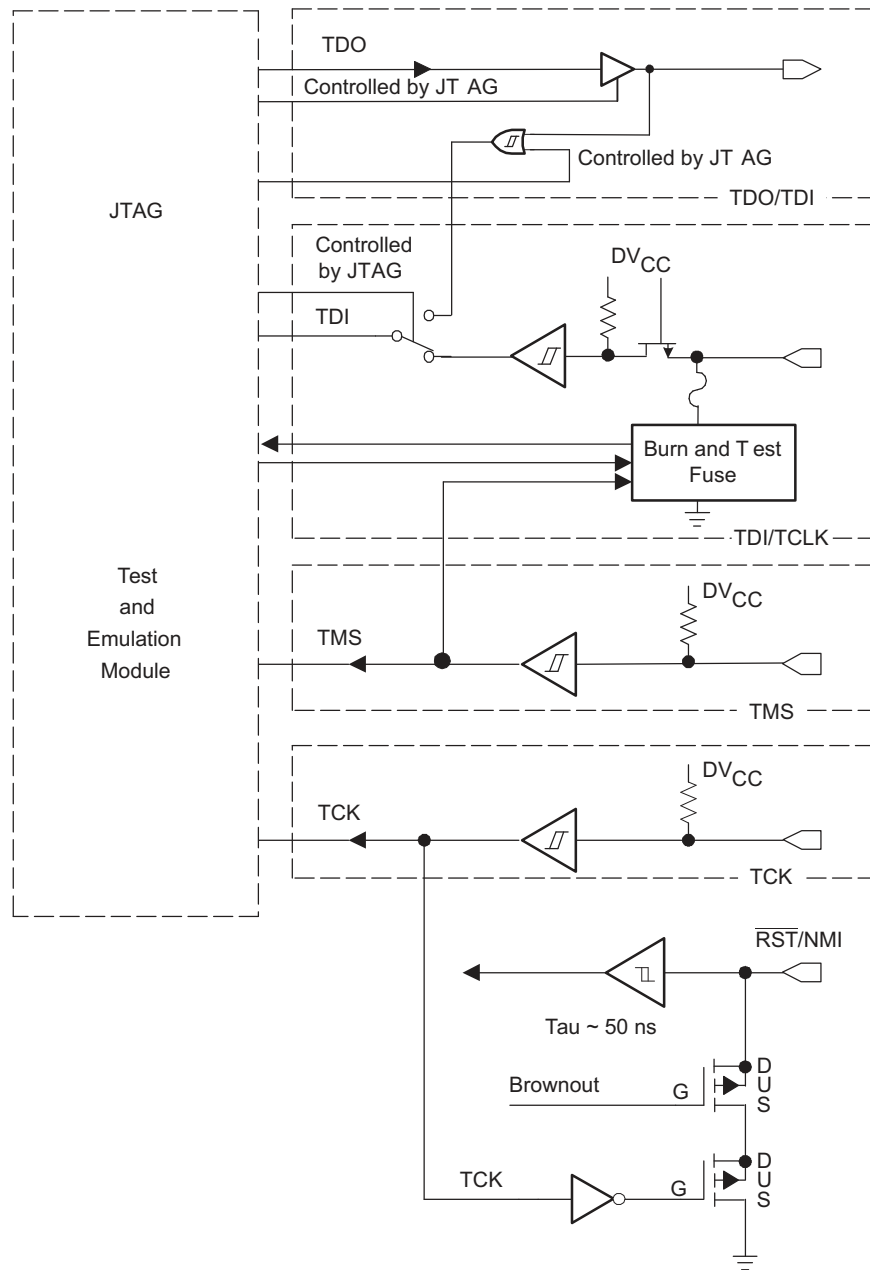 TDO
Controlled by JT AG
Controlled by JT AG
TDO/TDI
JTAG
Controlled
by JTAG
TDI
DVCC
Burn and T est
Fuse
TDI/TCLK
Test
and
Emulation
Module
TMS
DVCC
TMS
TCK
DVCC
TCK
RST/NMI
Tau ~ 50 ns
Brownout
G
D
U
S
TCK
G
D
U
S